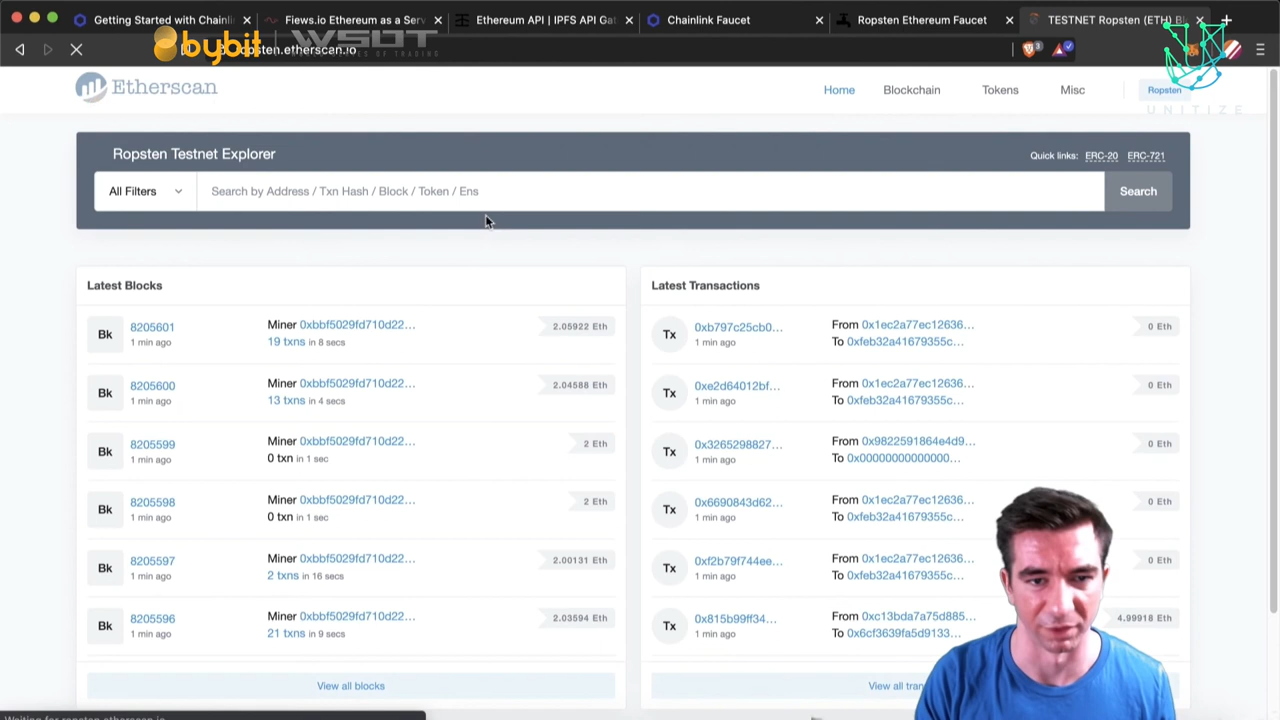 Getting Started with Chainli
Fiews.io Ethereum as a Serv
Ethereum API | IPFS API Ga
Chainlink Faucet
Ropsten Ethereum Faucet
TESTNET Ropsten (ETH) Bl
bybit
WSOT
ropsten.etherscan.io
UNITIZE
Etherscan
Home
Blockchain
Tokens
Misc
Ropsten
Ropsten Testnet Explorer
Quick links: ERC-20 ERC-721
All Filters
Search by Address / Txn Hash / Block / Token / Ens
Search
Latest Blocks
Bk
8205601
1 min ago
Miner 0xbbf5029fd710d22...
19 txns in 8 secs
2.05922 Eth
Bk
8205600
1 min ago
Miner 0xbbf5029fd710d22...
13 txns in 4 secs
2.04588 Eth
Bk
8205599
1 min ago
Miner 0xbbf5029fd710d22...
0 txn in 1 sec
2 Eth
Bk
8205598
1 min ago
Miner 0xbbf5029fd710d22...
0 txn in 1 sec
2 Eth
Bk
8205597
1 min ago
Miner 0xbbf5029fd710d22...
2 txns in 16 secs
2.00131 Eth
Bk
8205596
1 min ago
Miner 0xbbf5029fd710d22...
21 txns in 9 secs
2.03594 Eth
View all blocks
Latest Transactions
Tx
0xb797c25cb0...
1 min ago
From 0x1ec2a77ec12636...
To 0xfeb32a41679355c...
0 Eth
Tx
0xe2d64012bf...
1 min ago
From 0x1ec2a77ec12636...
To 0xfeb32a41679355c...
0 Eth
Tx
0x3265298827...
1 min ago
From 0x9822591864e4d9...
To 0x00000000000000...
0 Eth
Tx
0x6690843d62...
1 min ago
From 0x1ec2a77ec12636...
To 0xfeb32a41679355c...
0 Eth
Tx
0xf2b79f744ee...
1 min ago
From 0x1ec2a77ec12636...
To 0xfeb32a41679355c...
0 Eth
Tx
0x815b99ff34...
1 min ago
From 0xc13bda7a75d885...
To 0x6cf3639fa5d9133...
4.99918 Eth
View all tran